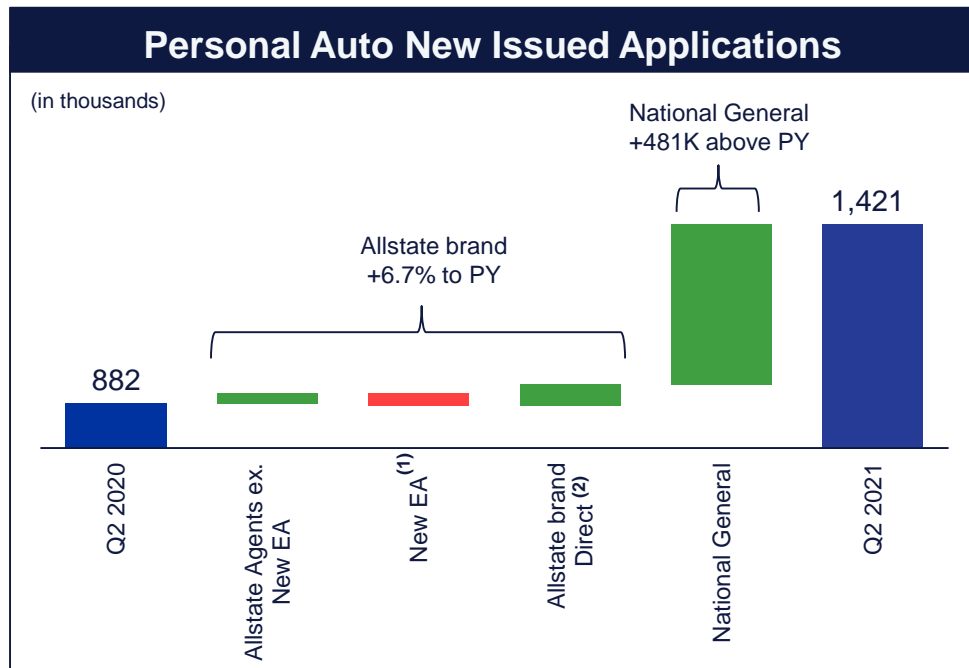 Personal Auto New Issued Applications
(in thousands)
National General
+481K above PY
1,421
Allstate brand
+6.7% to PY
882
Q2 2020
Allstate Agents ex.
New EA
New EA(1)
Allstate brand
Direct (2)
National General
Q2 2021